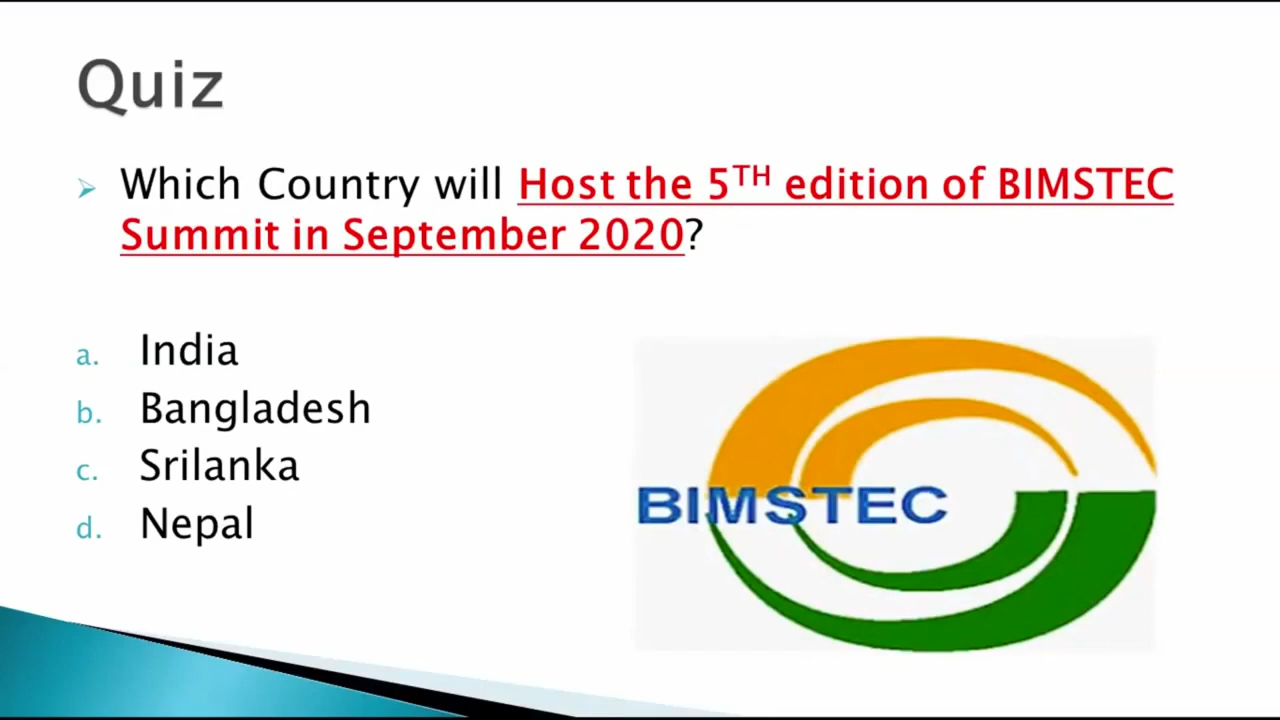 Quiz
➢ Which Country will Host the 5TH edition of BIMSTEC
Summit in September 2020?
a. India
b. Bangladesh
c. Srilanka
d. Nepal
BIMSTEC